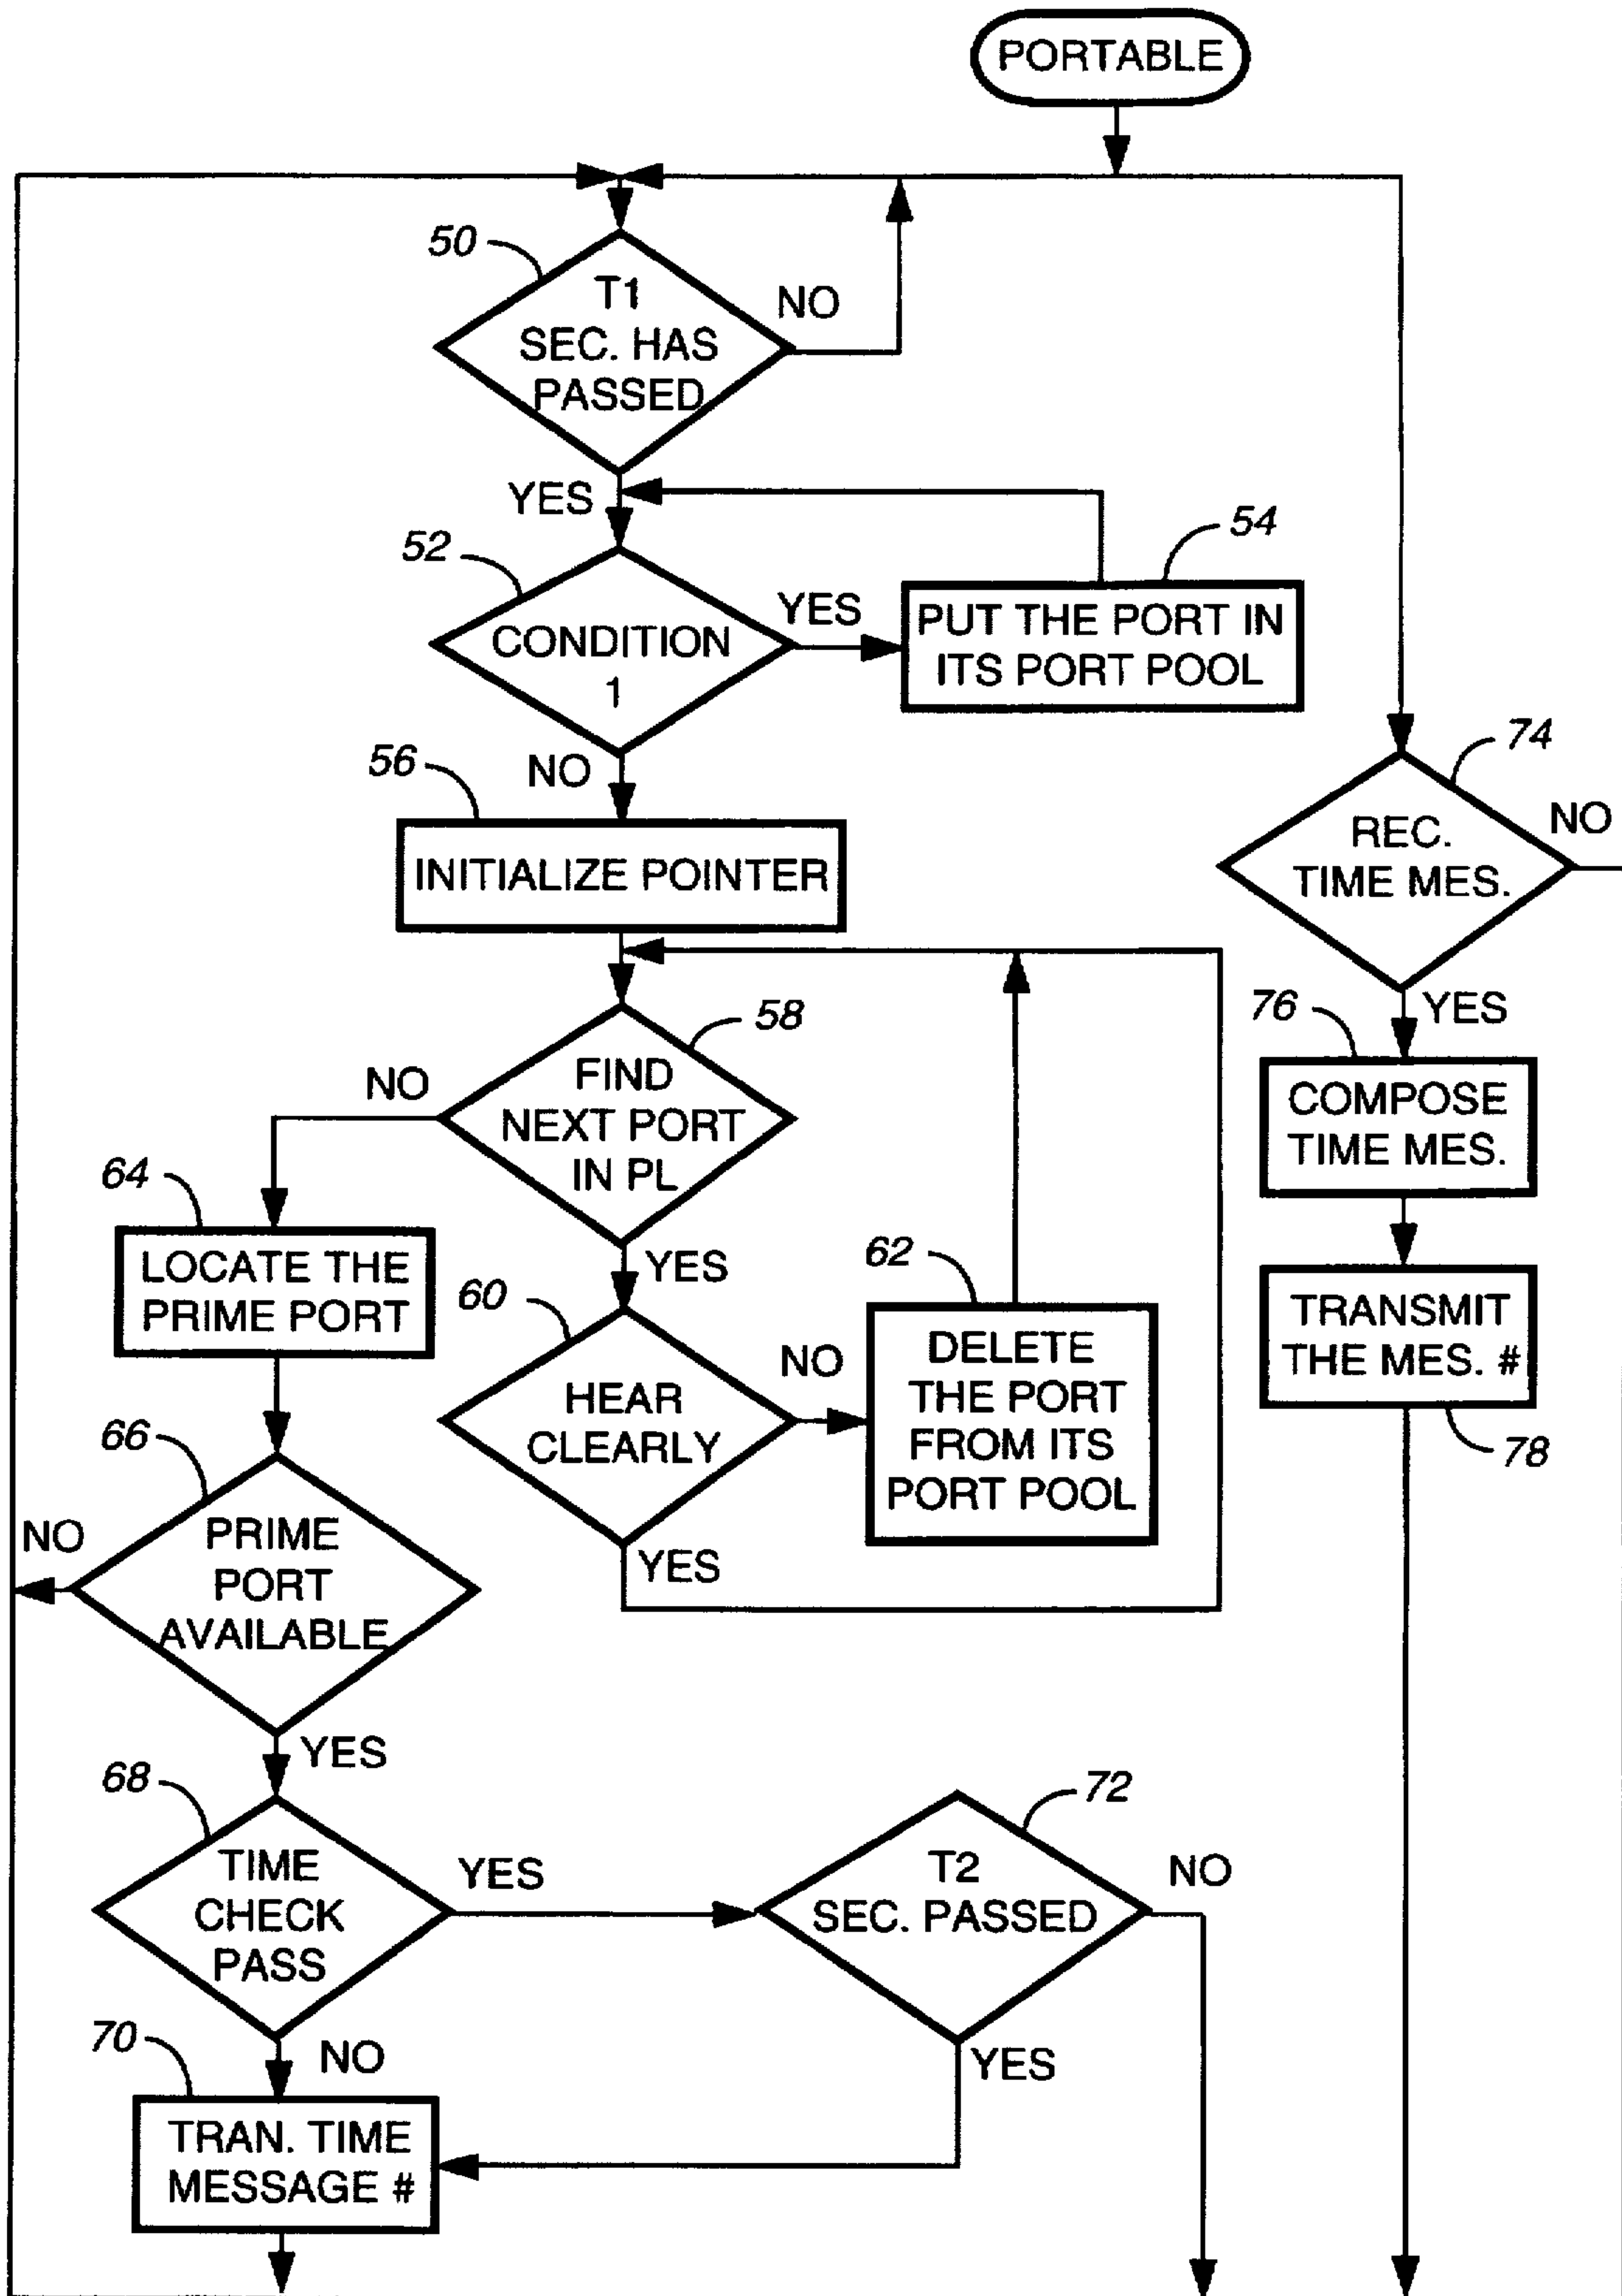 PORTABLE
50
T1
SEC. HAS
PASSED
NO
YES
52
CONDITION
1
YES
54
PUT THE PORT IN
ITS PORT POOL
NO
56
INITIALIZE POINTER
58
FIND
NEXT PORT
IN PL
NO
YES
60
HEAR
CLEARLY
NO
YES
62
DELETE
THE PORT
FROM ITS
PORT POOL
64
LOCATE THE
PRIME PORT
66
PRIME
PORT
AVAILABLE
NO
YES
68
TIME
CHECK
PASS
YES
NO
70
TRAN. TIME
MESSAGE #
72
T2
SEC. PASSED
NO
YES
74
REC.
TIME MES.
NO
YES
76
COMPOSE
TIME MES.
TRANSMIT
THE MES. #
78